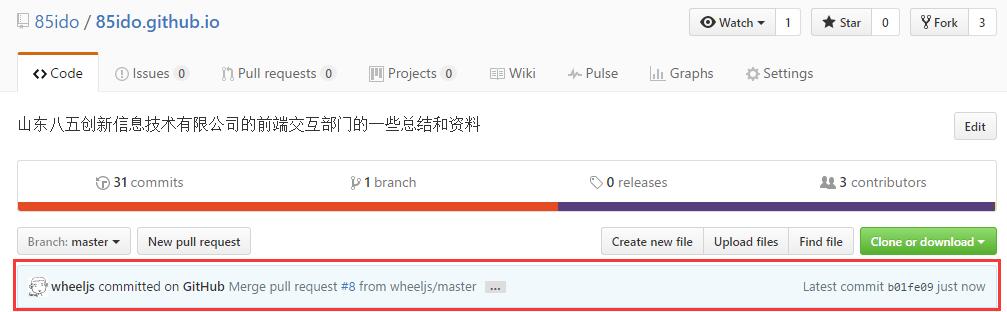 85ido / 85ido.github.io Watch 1 Star 0 Fork 3
Code Issues 0 Pull requests 0 Projects 0 Wiki Pulse Graphs Settings
山东八五创新信息技术有限公司的前端交互部门的一些总结和资料 Edit
31 commits 1 branch 0 releases 3 contributors
Branch: master New pull request Create new file Upload files Find file Clone or download
wheeljs committed on GitHub Merge pull request #8 from wheeljs/master ... Latest commit b01fe09 just now